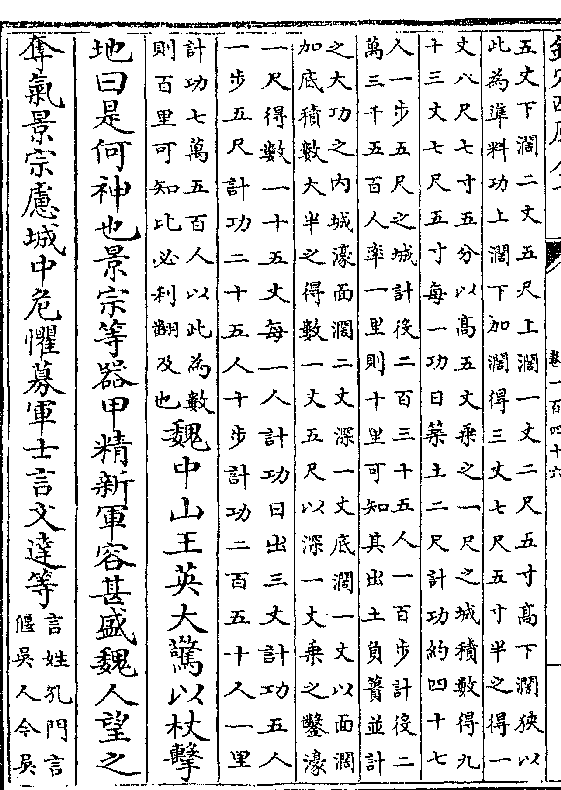 卷一百四十六
五丈下濶二丈五尺上濶一丈二尺五寸高下濶狹以
此為準料功上濶下加濶得三丈七尺五寸半之得一
丈八尺七寸五分以髙五丈乘之一尺之城積數得九
十三丈七尺五寸每一功日築土二尺計功約四十七
人一步五尺之城計後二百三十五人一百步計後二
萬三千五百人率一里則十里可知其出土負簣並計
之大功之内城濠面濶二丈深一丈底濶一丈以面濶
加底積數大半之得數一丈五尺以深一丈乘之鑿濠
一尺得數一十五丈每一人計功日出三丈計功五人
一步五尺計功二十五人十步計功二百五十人一里
計功七萬五百人以此為數
則百里可知比必利翻及也
魏中山王英大驚以杖擊
地曰是何神也景宗等器甲精新軍容甚盛魏人望之
奪氣景宗慮城中危懼募軍士言文達等
言姓孔門言
偃吳人今吳